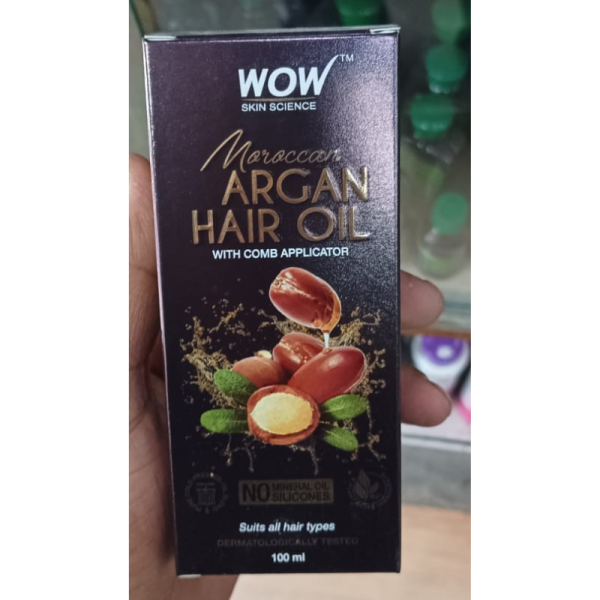 WOW™
SKIN SCIENCE
Moroccan
ARGAN
HAIR OIL
WITH COMB APPLICATOR
NO MINERAL OIL
SILICONES
Suits all hair types
DERMATOLOGICALLY TESTED
100 ml